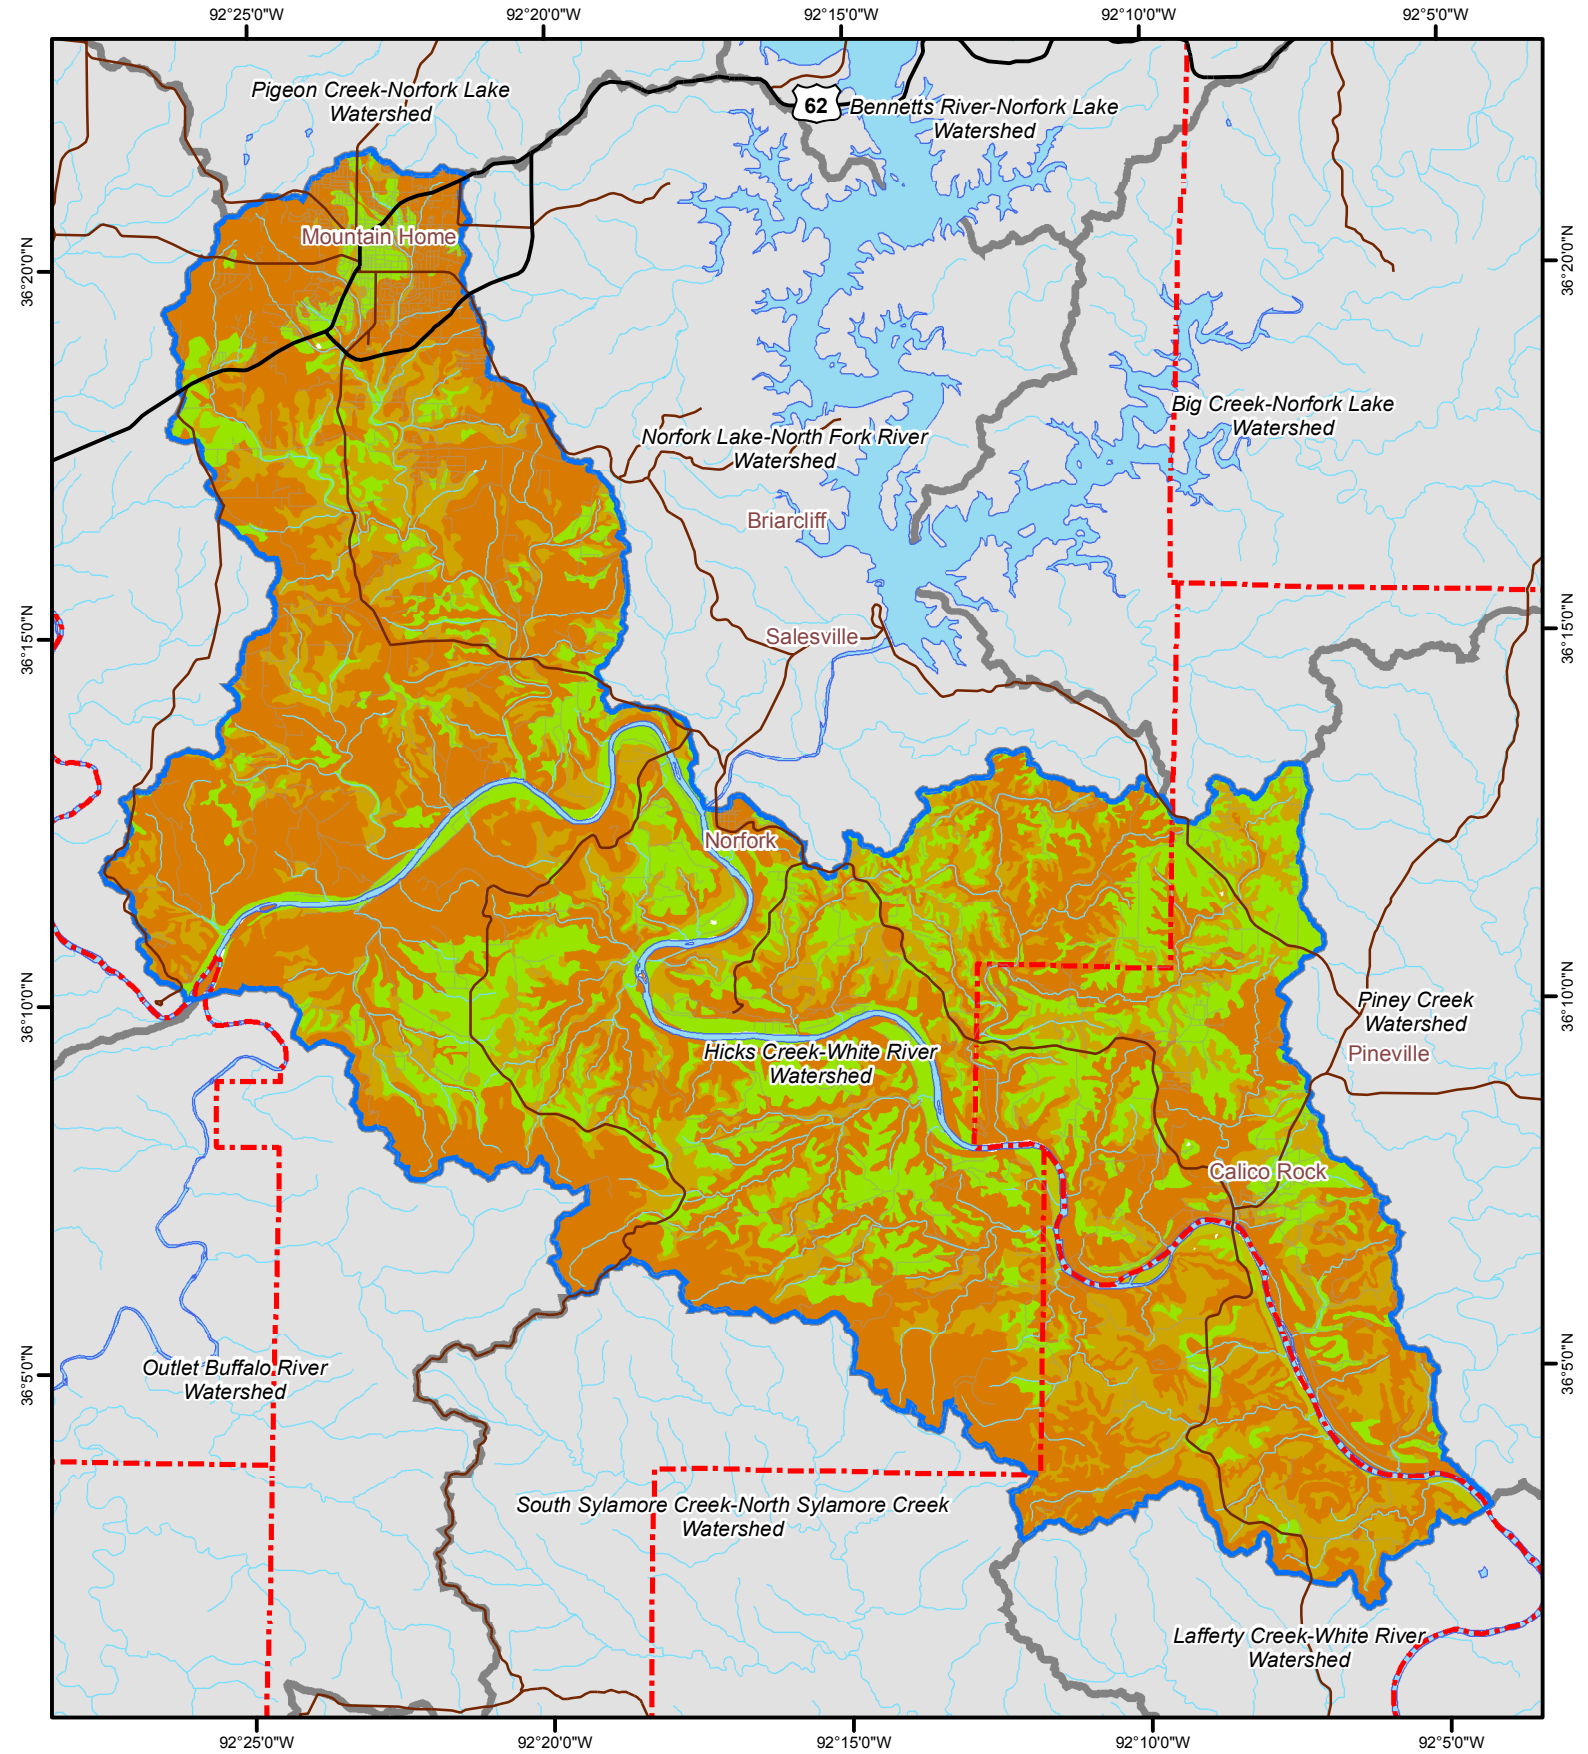 92°25'0"W
92°20'0"W
92°15'0"W
92°10'0"W
92°5'0"W
Pigeon Creek-Norfork Lake
Watershed
62
Bennetts River-Norfork Lake
Watershed
Mountain Home
36°20'0"N
36°20'0"N
Big Creek-Norfork Lake
Watershed
Norfork Lake-North Fork River
Watershed
Briarcliff
Salesville
36°15'0"N
36°15'0"N
Norfork
36°10'0"N
36°10'0"N
Piney Creek
Watershed
Pineville
Hicks Creek-White River
Watershed
Calico Rock
36°5'0"N
36°5'0"N
Outlet Buffalo River
Watershed
South Sylamore Creek-North Sylamore Creek
Watershed
Lafferty Creek-White River
Watershed
92°25'0"W
92°20'0"W
92°15'0"W
92°10'0"W
92°5'0"W